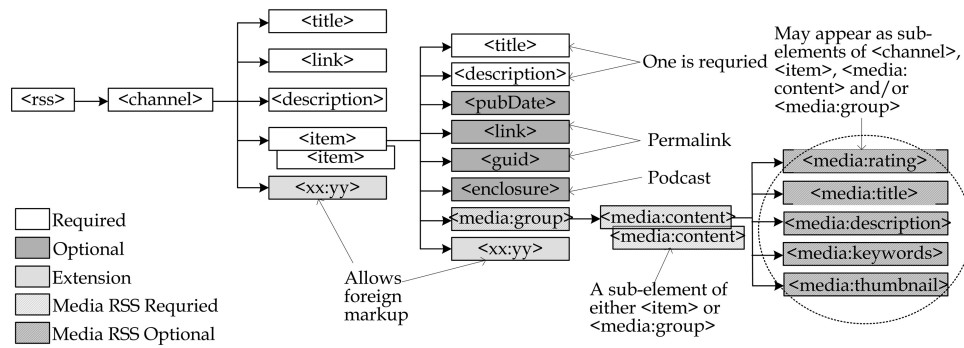 <rss>
<channel>
<title>
<link>
<description>
<item>
<item>
<xx:yy>
<title>
<description>
<pubDate>
<link>
<guid>
<enclosure>
<media:group>
<xx:yy>
One is requried
Permalink
Podcast
Allows
foreign
markup
<media:content>
<media:content>
A sub-element of
either <item> or
<media:group>
May appear as sub-
elements of <channel>,
<item>, <media:
content> and/or
<media:group>
<media:rating>
<media:title>
<media:description>
<media:keywords>
<media:thumbnail>
Required
Optional
Extension
Media RSS Requried
Media RSS Optional